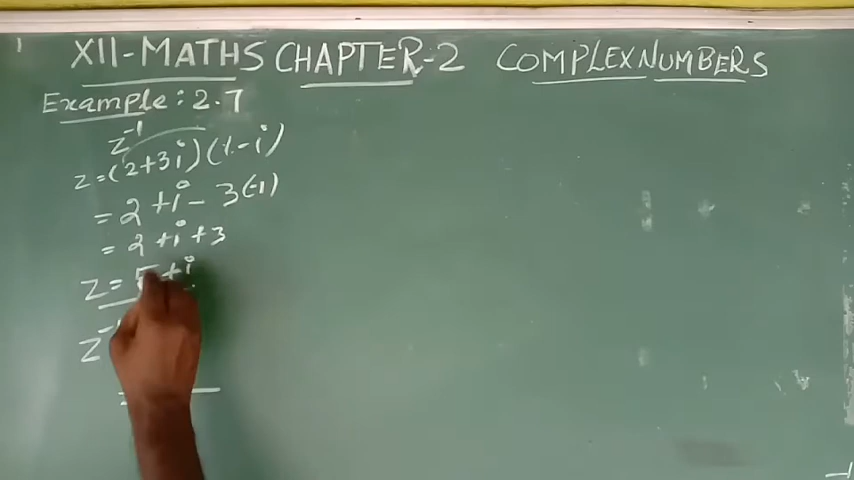 XII-MATHS CHAPTER-2 COMPLEX NUMBERS
Example : 2.7
z⁻¹
z=(2+3i)(1-i)
= 2+i-3(-1)
= 2+i+3
z= 5+i
z⁻¹
=